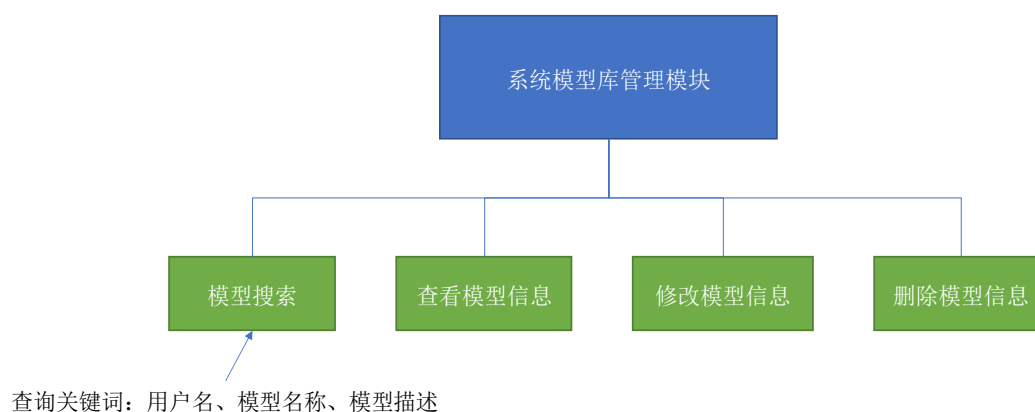 系统模型库管理模块
模型搜索
查看模型信息
修改模型信息
删除模型信息
查询关键词：用户名、模型名称、模型描述